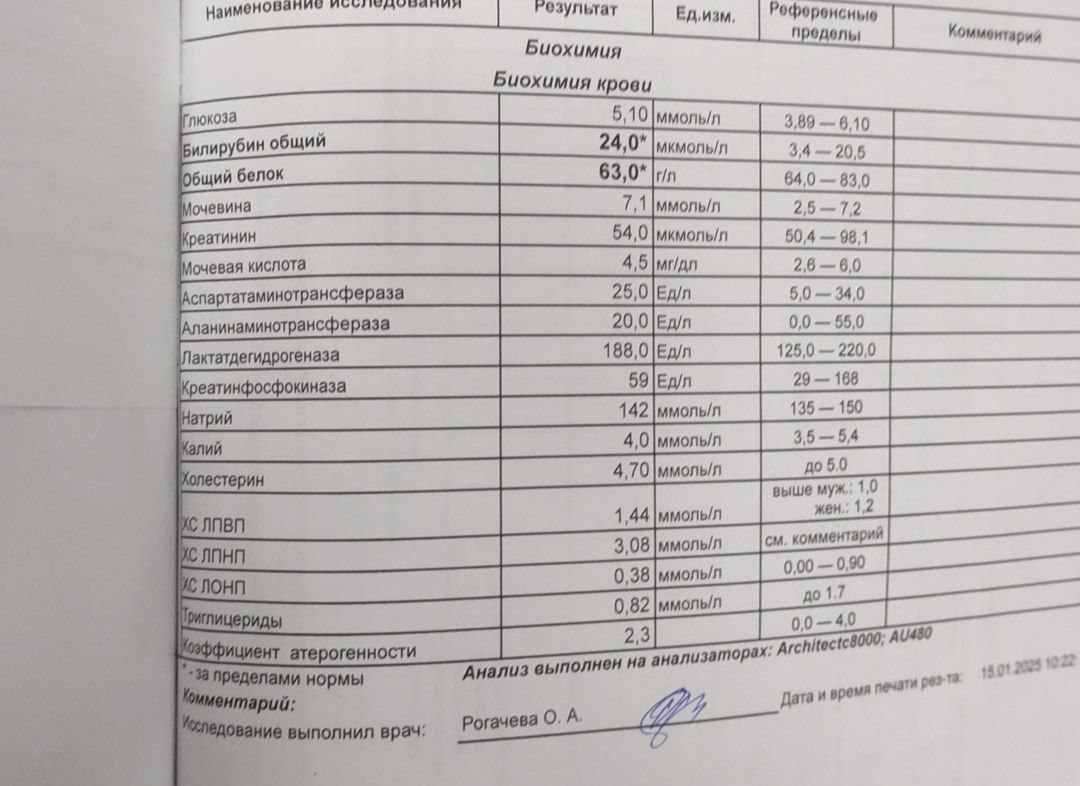 Наименование исследования Результат Ед.изм. Референсные пределы Комментарий
Биохимия
Биохимия крови
Глюкоза 5,10 ммоль/л 3,89 — 6,10
Билирубин общий 24,0* мкмоль/л 3,4 — 20,5
Общий белок 63,0* г/л 64,0 — 83,0
Мочевина 7,1 ммоль/л 2,5 — 7,2
Креатинин 54,0 мкмоль/л 50,4 — 98,1
Мочевая кислота 4,5 мг/дл 2,6 — 6,0
Аспартатаминотрансфераза 25,0 Ед/л 5,0 — 34,0
Аланинаминотрансфераза 20,0 Ед/л 0,0 — 55,0
Лактатдегидрогеназа 188,0 Ед/л 125,0 — 220,0
Креатинфосфокиназа 59 Ед/л 29 — 168
Натрий 142 ммоль/л 135 — 150
Калий 4,0 ммоль/л 3,5 — 5,4
Холестерин 4,70 ммоль/л до 5.0
ХС ЛПВП 1,44 ммоль/л выше муж.: 1,0 жен.: 1,2
ХС ЛПНП 3,08 ммоль/л см. комментарий
ХС ЛОНП 0,38 ммоль/л 0,00 — 0,90
Триглицериды 0,82 ммоль/л до 1.7
Коэффициент атерогенности 2,3 0,0 — 4,0
* - за пределами нормы Анализ выполнен на анализаторах: Architectc8000; AU480
Комментарий:
Исследование выполнил врач: Рогачева О. А. Дата и время печати рез-та: 15.01.2025 10:22